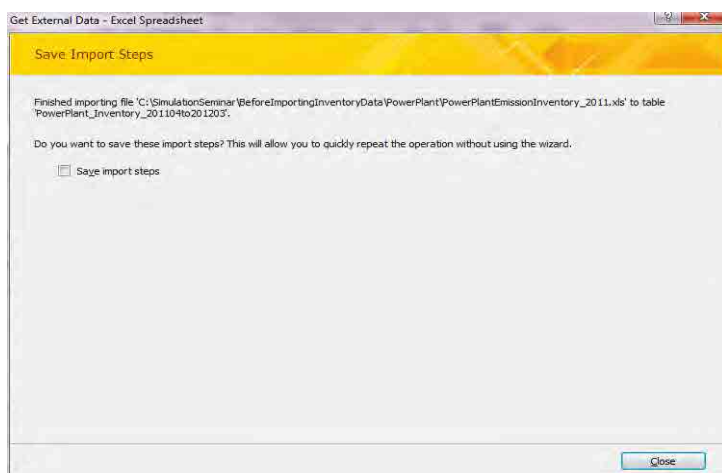 Get External Data - Excel Spreadsheet
Save Import Steps
Finished importing file 'C:\SimulationSeminar\BeforeImportingInventoryData\PowerPlant\PowerPlantEmissionInventory_2011.xls' to table
'PowerPlant_Inventory_201104to201203'.
Do you want to save these import steps? This will allow you to quickly repeat the operation without using the wizard.
Save import steps
Close